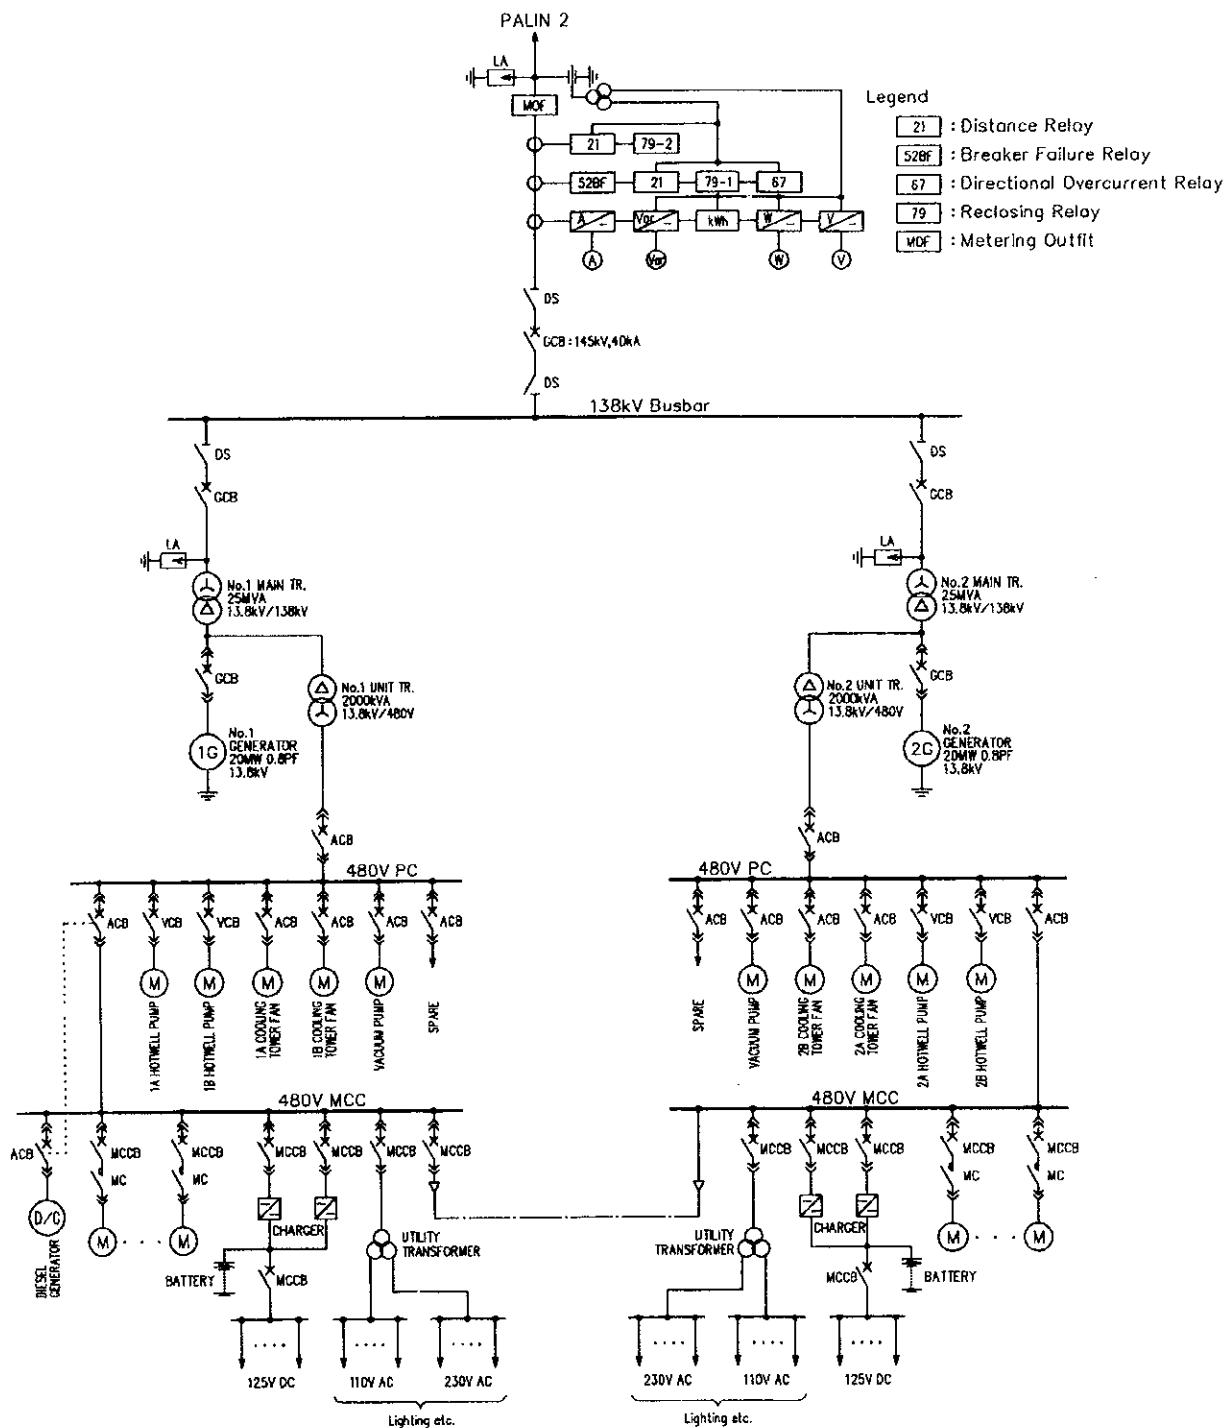 PALIN 2
LA
MOF
Legend
21 : Distance Relay
52BF : Breaker Failure Relay
67 : Directional Overcurrent Relay
79 : Reclosing Relay
MOF : Metering Outfit
21 79-2
52BF 21 79-1 67
A Var kWh W V
A Var W V
DS
GCB : 145kV, 40kA
DS
138kV Busbar
DS
GCB
LA
No.1 MAIN TR.
25MVA
13.8kV/138kV
GCB
No.1 UNIT TR.
2000kVA
13.8kV/480V
1G
No.1
GENERATOR
20MW 0.8PF
13.8kV
ACB
DS
GCB
LA
No.2 MAIN TR.
25MVA
13.8kV/138kV
GCB
No.2 UNIT TR.
2000kVA
13.8kV/480V
2G
No.2
GENERATOR
20MW 0.8PF
13.8kV
ACB
480V PC
ACB VCB VCB ACB ACB ACB ACB
M M M M M
1A HOTWELL PUMP
1B HOTWELL PUMP
1A COOLING
TOWER FAN
1B COOLING
TOWER FAN
VACUUM PUMP
SPARE
480V PC
ACB ACB ACB ACB VCB VCB ACB
M M M M M
SPARE
VACUUM PUMP
2B COOLING
TOWER FAN
2A COOLING
TOWER FAN
2A HOTWELL PUMP
2B HOTWELL PUMP
480V MCC
ACB MCCB MCCB MCCB MCCB MCCB MCCB
MC MC
D/G
DIESEL
GENERATOR
M M
CHARGER
BATTERY
MCCB
UTILITY
TRANSFORMER
125V DC
110V AC
230V AC
Lighting etc.
480V MCC
MCCB MCCB MCCB MCCB MCCB
MC MC
M M
CHARGER
UTILITY
TRANSFORMER
MCCB
BATTERY
230V AC
110V AC
125V DC
Lighting etc.